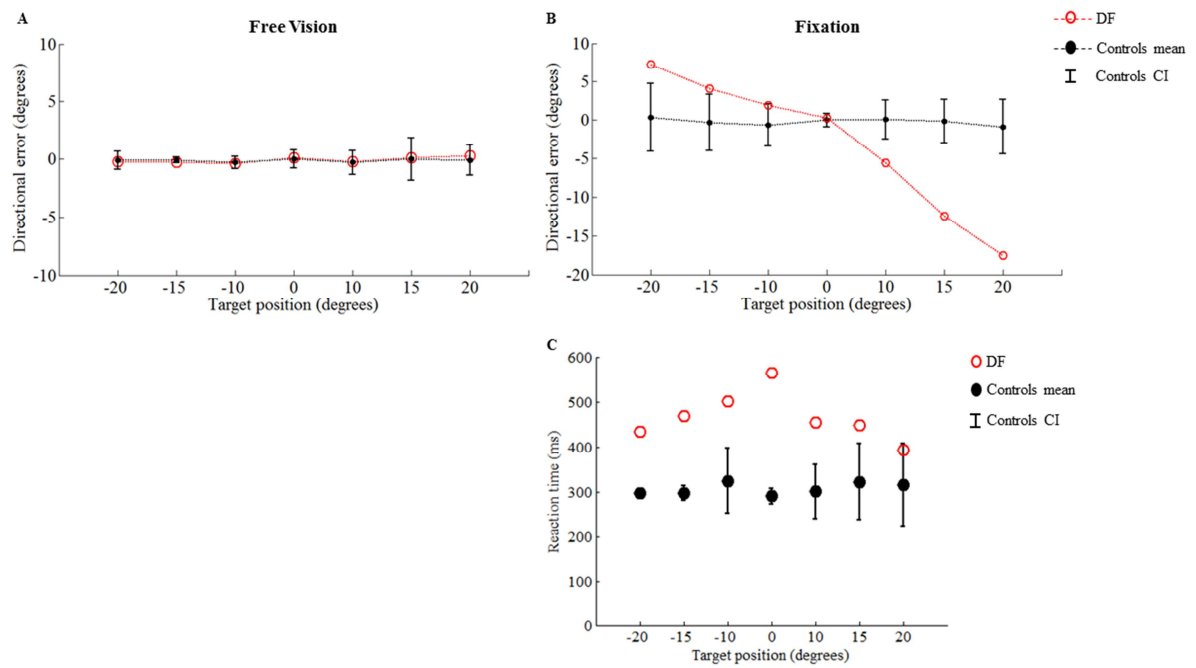 A
Free Vision
Directional error (degrees)
10
5
0
-5
-10
-20 -15 -10 0 10 15 20
Target position (degrees)
B
Fixation
Directional error (degrees)
10
5
0
-5
-10
-15
-20
-20 -15 -10 0 10 15 20
Target position (degrees)
DF
Controls mean
Controls CI
C
Reaction time (ms)
600
500
400
300
200
100
0
-20 -15 -10 0 10 15 20
Target position (degrees)
DF
Controls mean
Controls CI